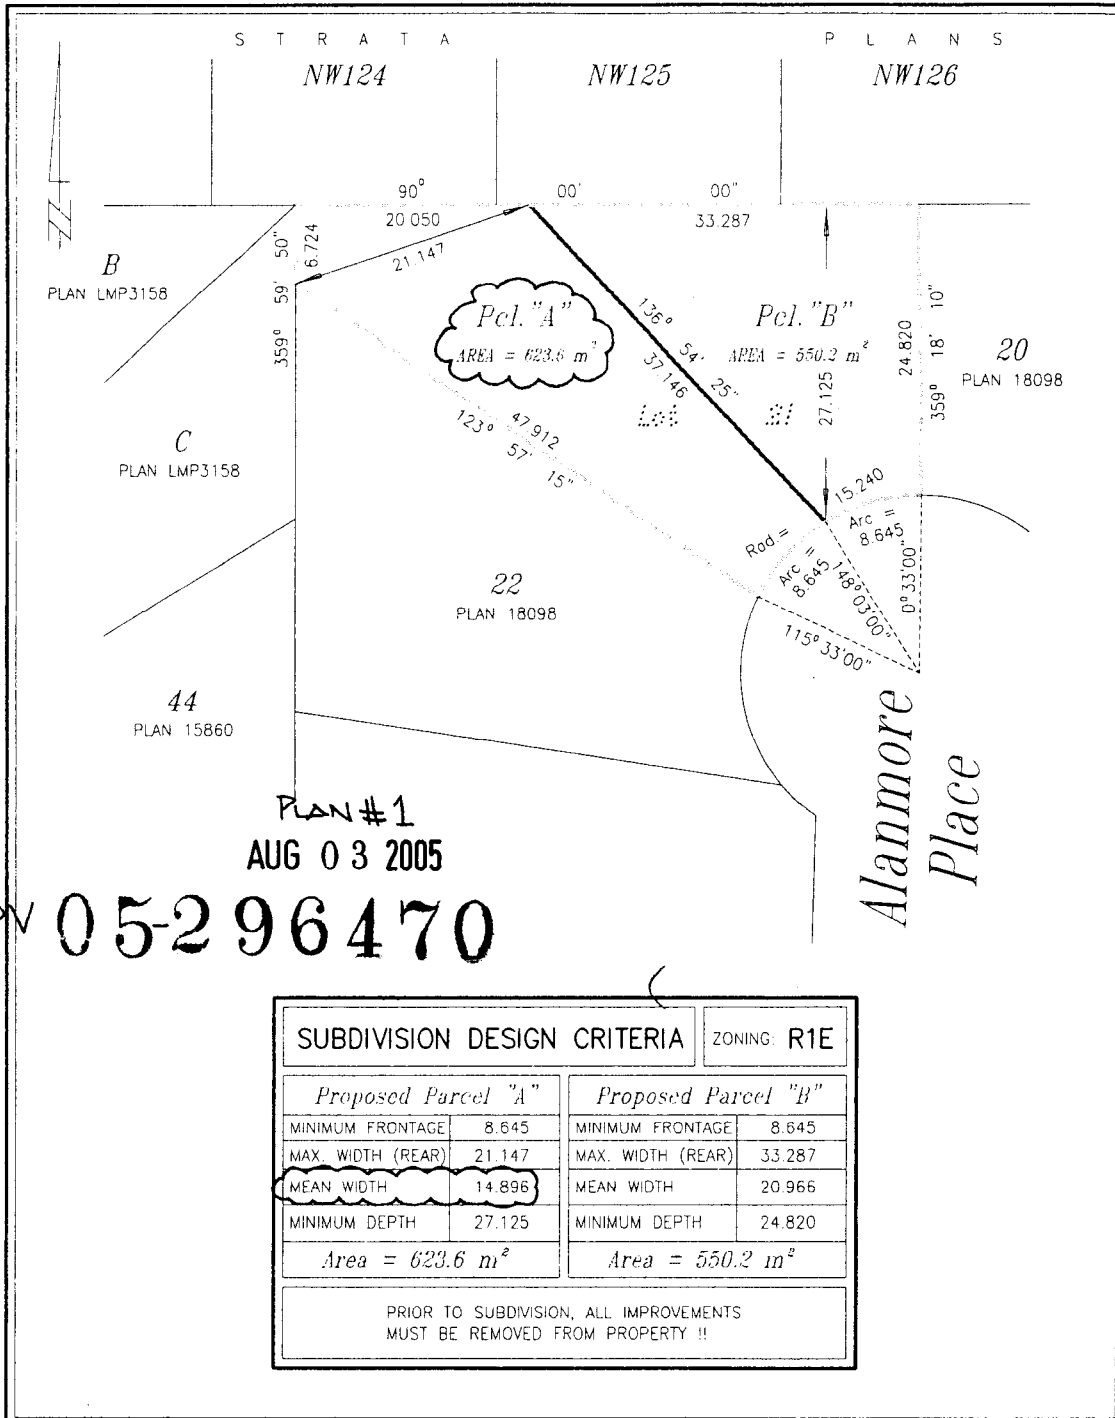 STRATA PLANS
NW124 NW125 NW126
90° 00' 00"
20.050 33.287
6.724
359° 59' 50"
21.147
B
PLAN LMP3158
Pcl. "A"
AREA = 623.6 m²
Pcl. "B"
AREA = 550.2 m²
136° 54' 25"
37.146
Lot 21
27.125
24.820
359° 18' 10"
20
PLAN 18098
C
PLAN LMP3158
47.912
123° 57' 15"
15.240
Rad.=
Arc =
8.645
Arc =
8.645
148°03'00"
0°33'00"
115°33'00"
22
PLAN 18098
44
PLAN 15860
Alanmore
Place
PLAN #1
AUG 03 2005
05-296470
SUBDIVISION DESIGN CRITERIA ZONING: R1E
Proposed Parcel "A" Proposed Parcel "B"
MINIMUM FRONTAGE 8.645 MINIMUM FRONTAGE 8.645
MAX. WIDTH (REAR) 21.147 MAX. WIDTH (REAR) 33.287
MEAN WIDTH 14.896 MEAN WIDTH 20.966
MINIMUM DEPTH 27.125 MINIMUM DEPTH 24.820
Area = 623.6 m² Area = 550.2 m²
PRIOR TO SUBDIVISION, ALL IMPROVEMENTS
MUST BE REMOVED FROM PROPERTY !!